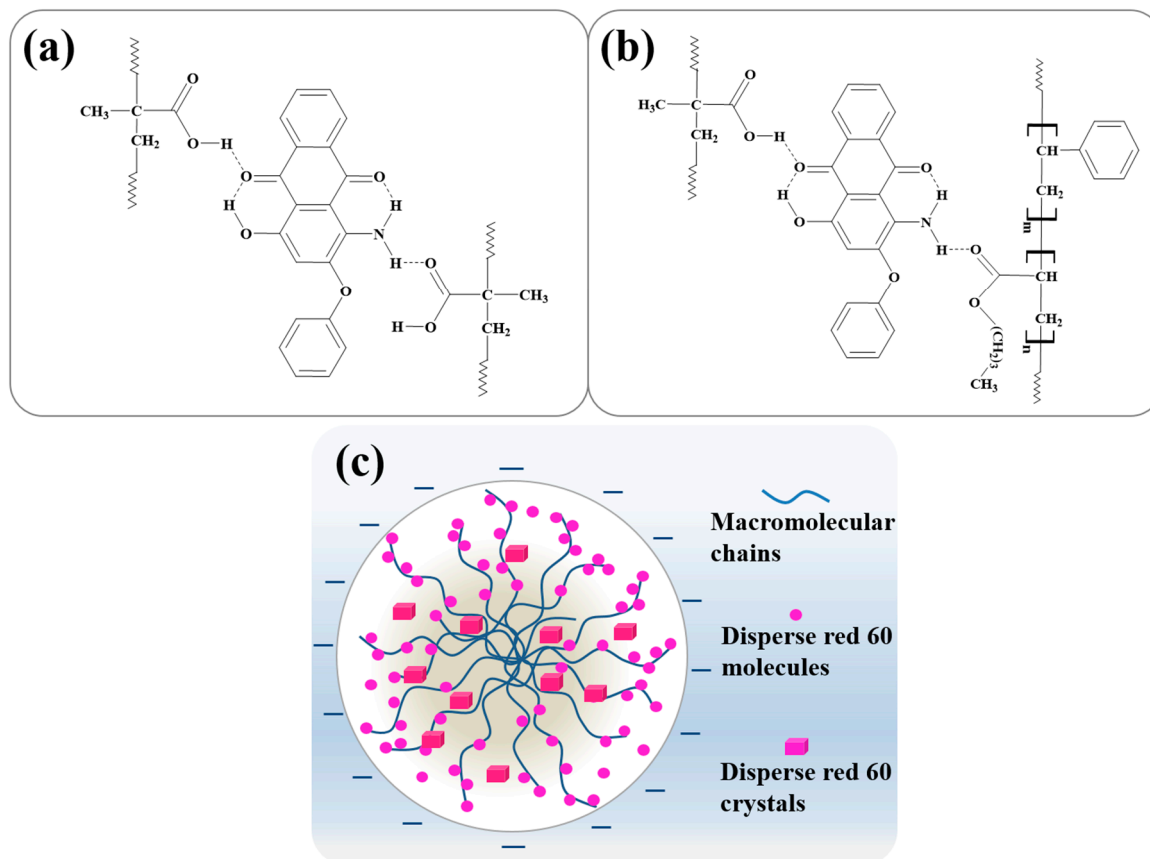 (a)
O
CH₃ C
CH₂ O H
O O
H H
O N
H O
O C CH₃
H O CH₂
(b)
O
H₃C C
CH₂ O H
CH
O O
H H CH₂
O N m
H O
O CH
O CH₂
(CH₂)₃ n
CH₃
(c)
Macromolecular
chains
Disperse red 60
molecules
Disperse red 60
crystals